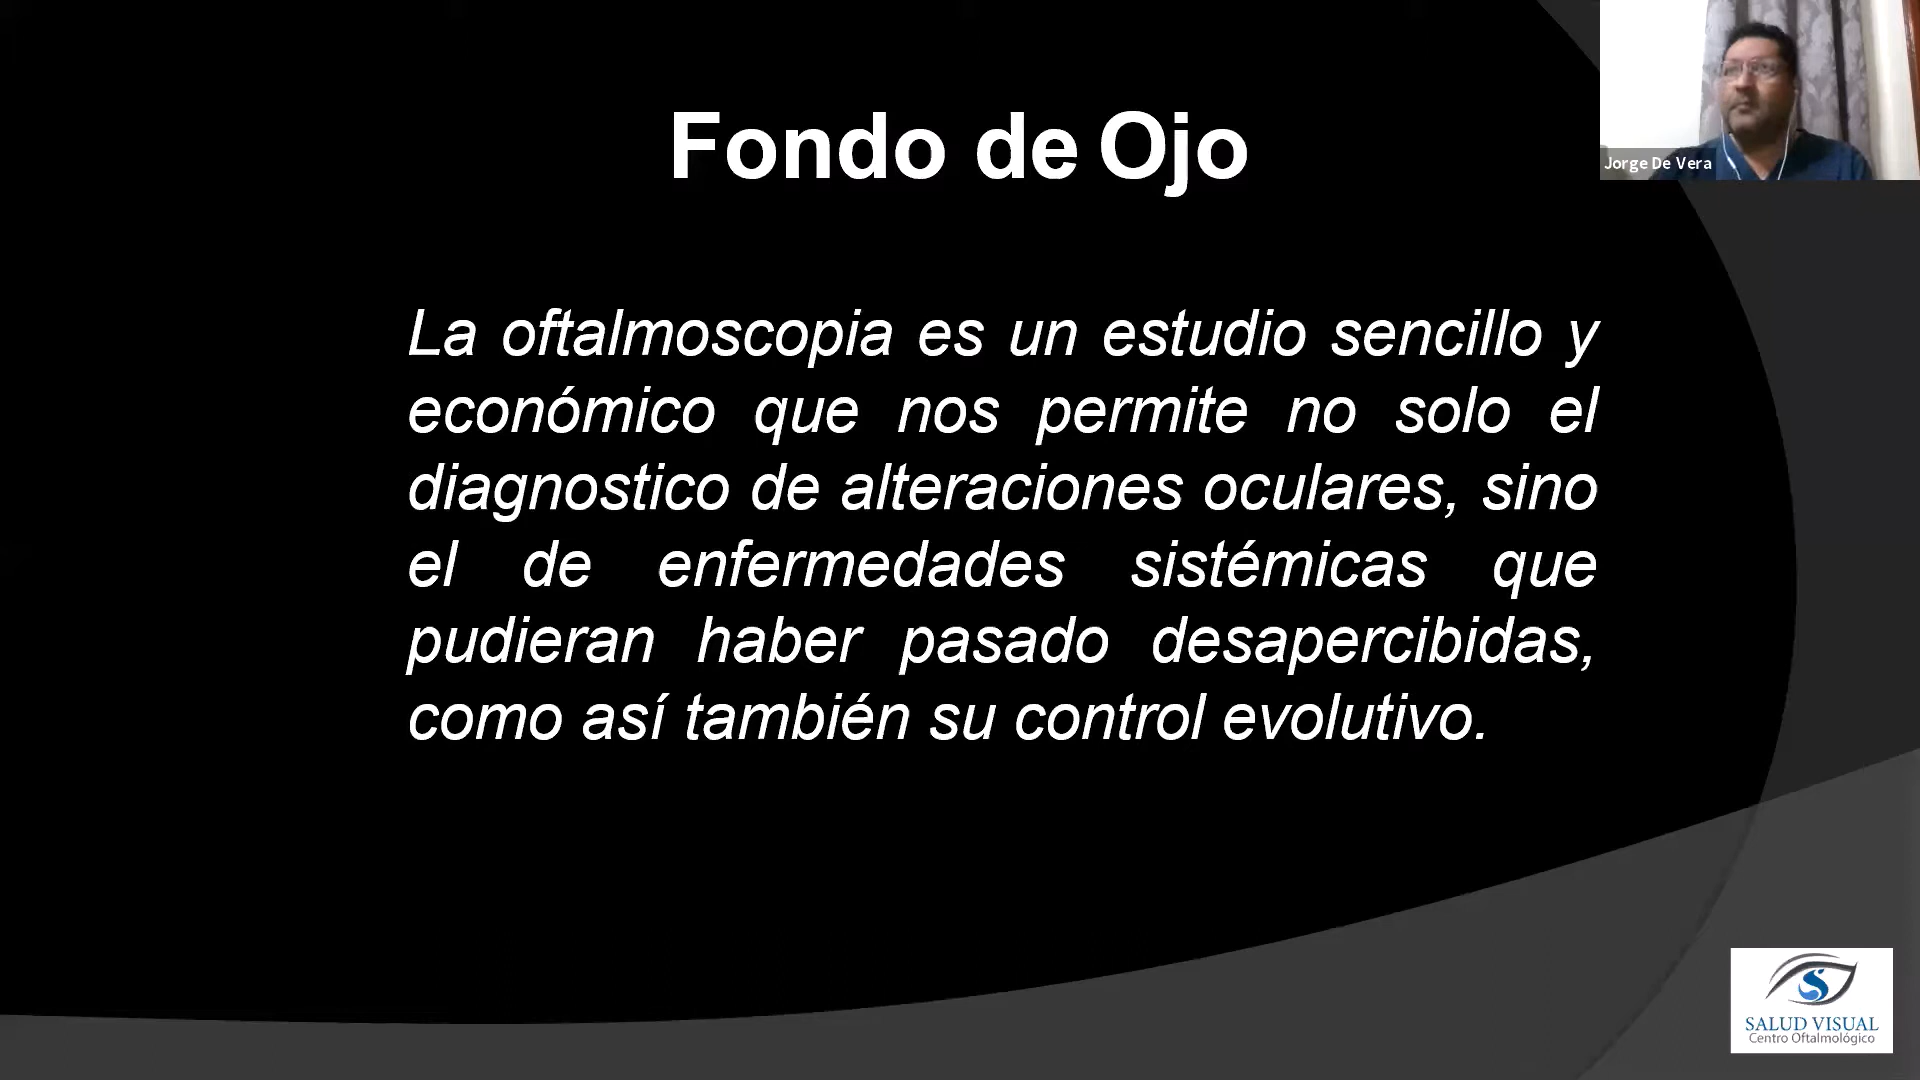 Fondo de Ojo
Jorge De Vera
La oftalmoscopia es un estudio sencillo y
económico que nos permite no solo el
diagnostico de alteraciones oculares, sino
el de enfermedades sistémicas que
pudieran haber pasado desapercibidas,
como así también su control evolutivo.
SALUD VISUAL
Centro Oftalmológico